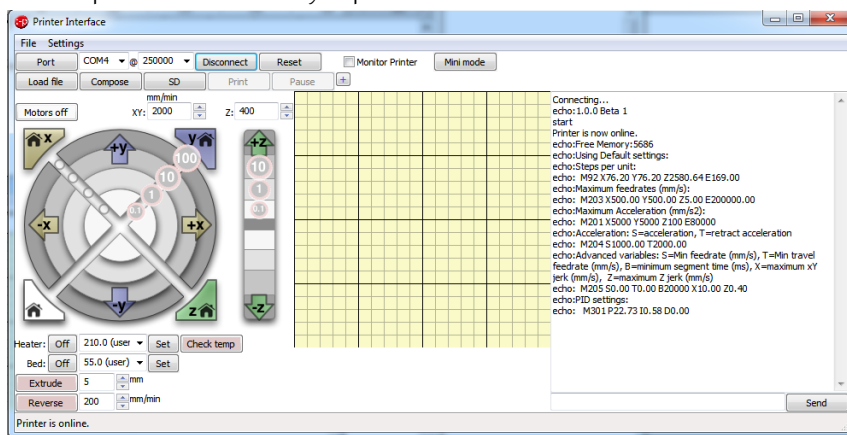 Printer Interface
File Settings
Port COM4 @ 250000 Disconnect Reset Monitor Printer Mini mode
Load file Compose SD Print Pause +
mm/min
Motors off XY: 2000 Z: 400
x +y y 100 +z
10 10
1 1
0.1 0.1
-x +x
-y z -z
Heater: Off 210.0 (user Set Check temp
Bed: Off 55.0 (user) Set
Extrude 5 mm
Reverse 200 mm/min
Connecting...
echo:1.0.0 Beta 1
start
Printer is now online.
echo:Free Memory:5686
echo:Using Default settings:
echo:Steps per unit:
echo: M92 X76.20 Y76.20 Z2580.64 E169.00
echo:Maximum feedrates (mm/s):
echo: M203 X500.00 Y500.00 Z5.00 E200000.00
echo:Maximum Acceleration (mm/s2):
echo: M201 X5000 Y5000 Z100 E80000
echo:Acceleration: S=acceleration, T=retract acceleration
echo: M204 S1000.00 T2000.00
echo:Advanced variables: S=Min feedrate (mm/s), T=Min travel
feedrate (mm/s), B=minimum segment time (ms), X=maximum xY
jerk (mm/s), Z=maximum Z jerk (mm/s)
echo: M205 S0.00 T0.00 B20000 X10.00 Z0.40
echo:PID settings:
echo: M301 P22.73 I0.58 D0.00
Send
Printer is online.